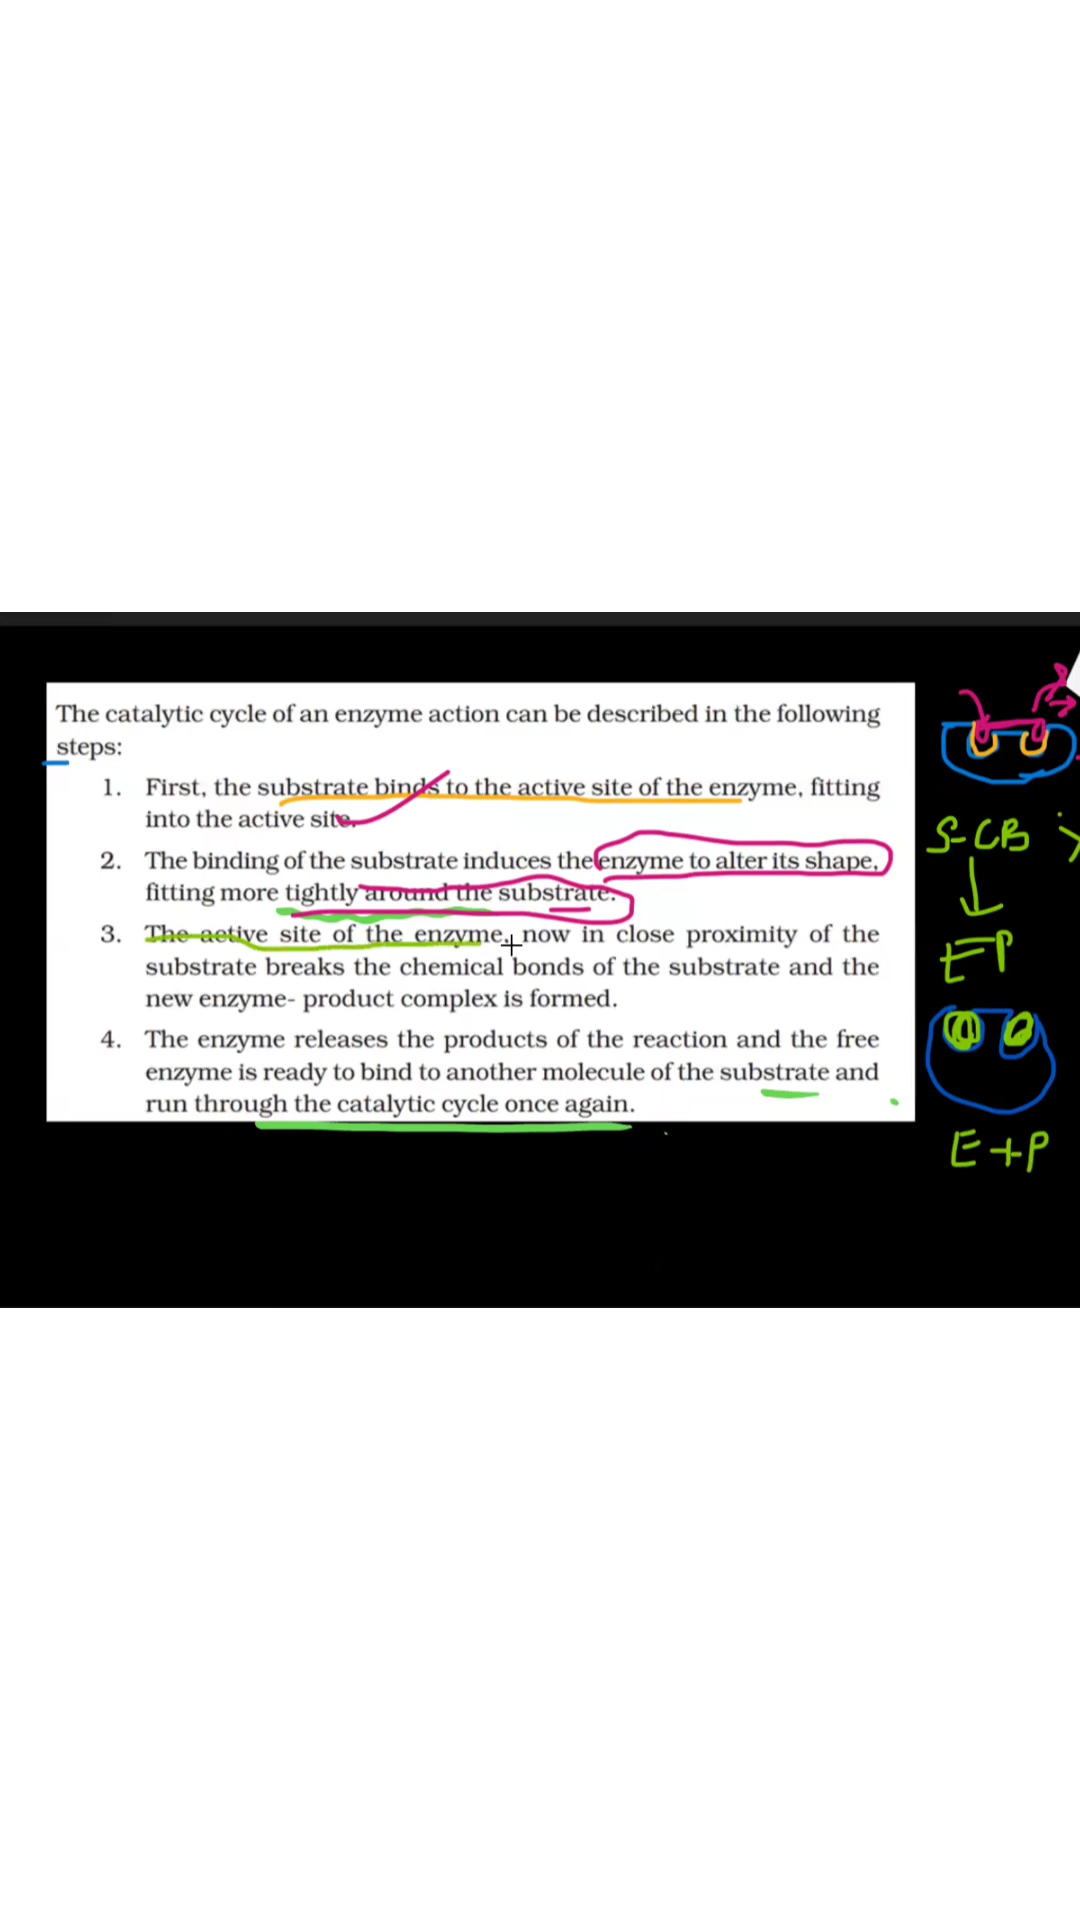 The catalytic cycle of an enzyme action can be described in the following
steps:
1. First, the substrate binds to the active site of the enzyme, fitting
into the active site.
2. The binding of the substrate induces the enzyme to alter its shape,
fitting more tightly around the substrate.
3. The active site of the enzyme, now in close proximity of the
substrate breaks the chemical bonds of the substrate and the
new enzyme- product complex is formed.
4. The enzyme releases the products of the reaction and the free
enzyme is ready to bind to another molecule of the substrate and
run through the catalytic cycle once again.
S-CB
EP
E+P